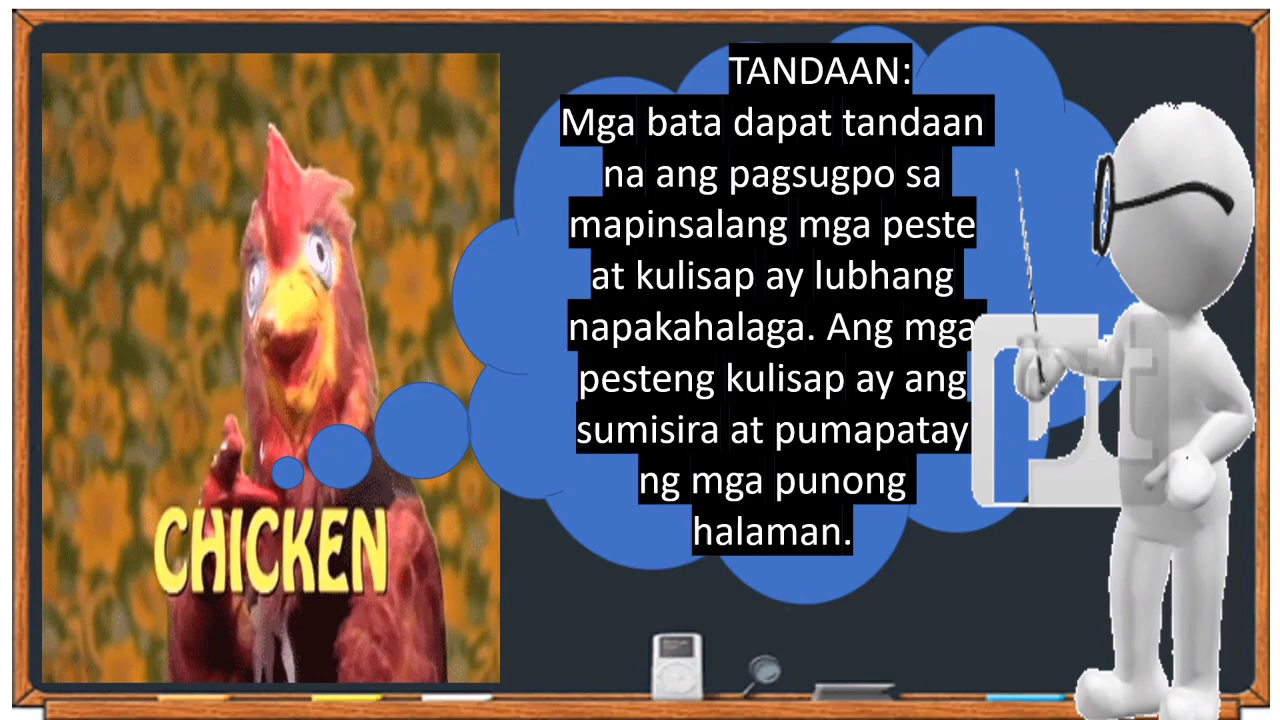 TANDAAN:
Mga bata dapat tandaan
na ang pagsugpo sa
mapinsalang mga peste
at kulisap ay lubhang
napakahalaga. Ang mga
pesteng kulisap ay ang
sumisira at pumapatay
ng mga punong
halaman.
CHICKEN